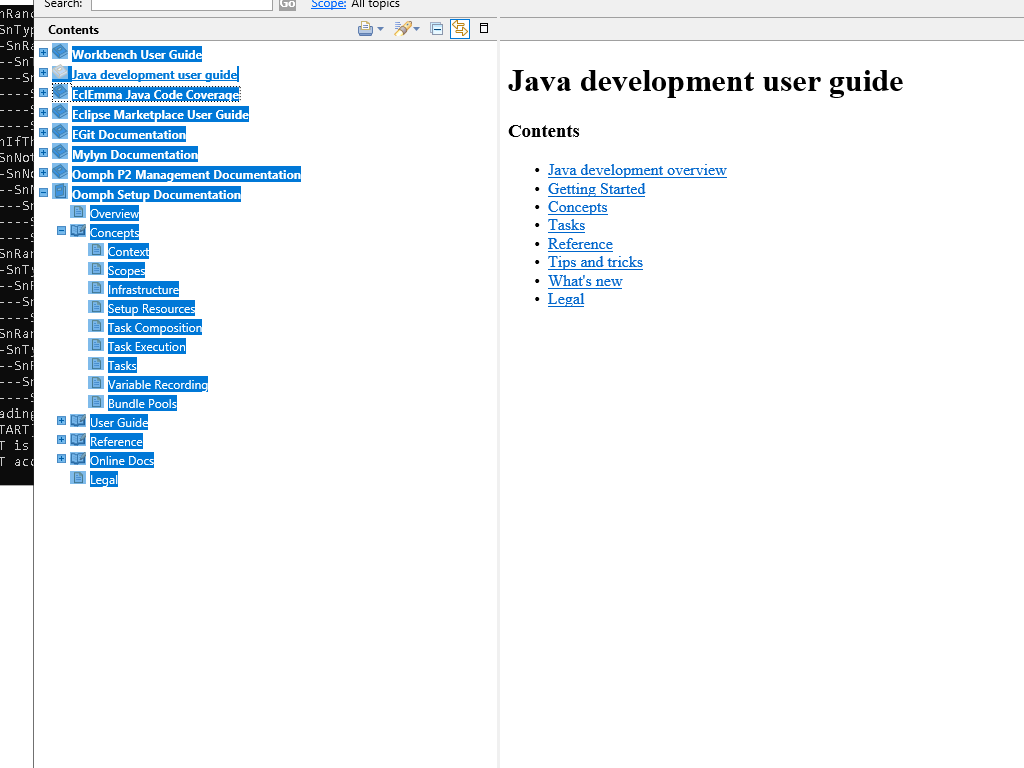 Search: Go Scope: All topics
Contents
Workbench User Guide
Java development user guide
EclEmma Java Code Coverage
Eclipse Marketplace User Guide
EGit Documentation
Mylyn Documentation
Oomph P2 Management Documentation
Oomph Setup Documentation
Overview
Concepts
Context
Scopes
Infrastructure
Setup Resources
Task Composition
Task Execution
Tasks
Variable Recording
Bundle Pools
User Guide
Reference
Online Docs
Legal
Java development user guide
Contents
• Java development overview
• Getting Started
• Concepts
• Tasks
• Reference
• Tips and tricks
• What's new
• Legal